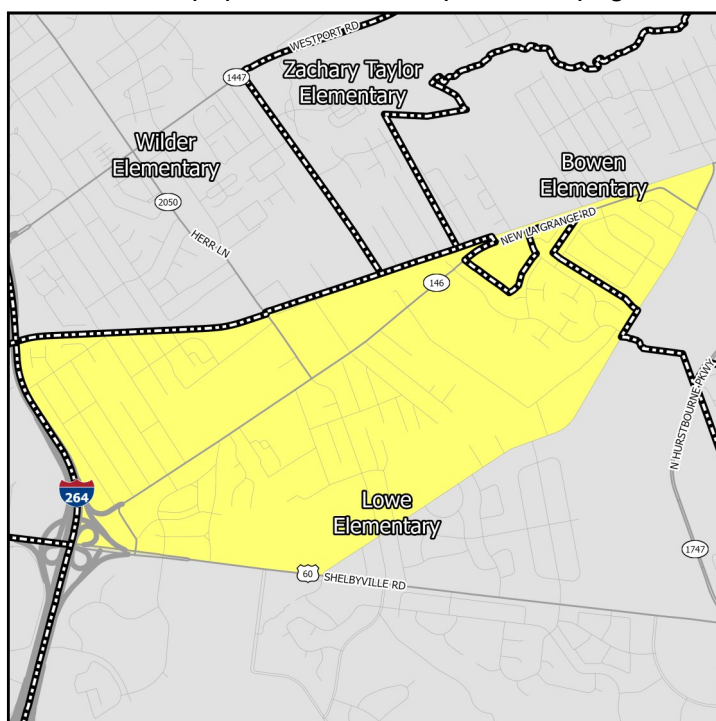 WESTPORT RD
1447
Zachary Taylor
Elementary
Wilder
Elementary
Bowen
Elementary
2050
HERR LN
NEW LA GRANGE RD
146
N HURSTBOURNE PKWY
264
Lowe
Elementary
1747
60
SHELBYVILLE RD